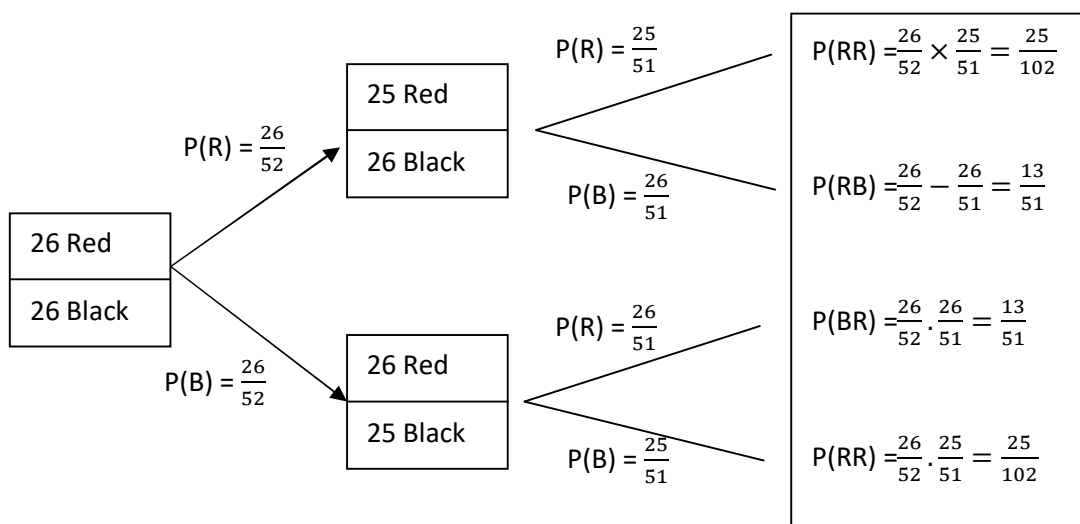 P(R) = 25/51
P(RR) = 26/52 × 25/51 = 25/102
25 Red
26 Black
P(R) = 26/52
P(B) = 26/51
P(RB) = 26/52 − 26/51 = 13/51
26 Red
26 Black
P(R) = 26/51
P(BR) = 26/52 . 26/51 = 13/51
P(B) = 26/52
26 Red
25 Black
P(B) = 25/51
P(RR) = 26/52 . 25/51 = 25/102